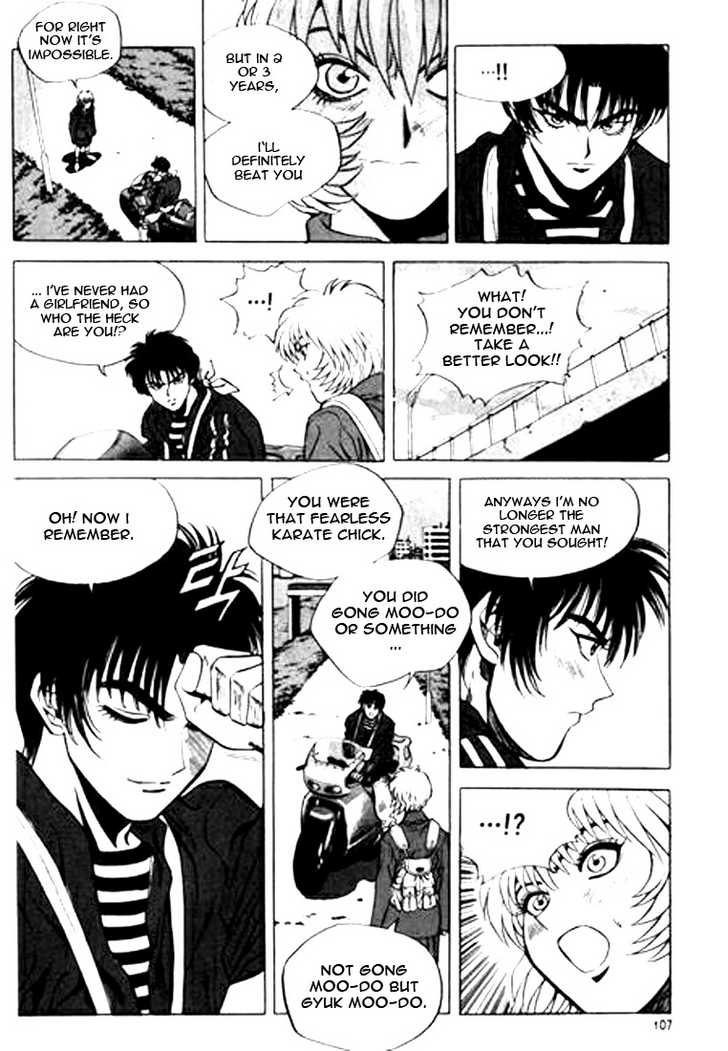 FOR RIGHT
NOW IT'S
IMPOSSIBLE.
BUT IN 2
OR 3
YEARS,
I'LL
DEFINITELY
BEAT YOU
...!!
... I'VE NEVER HAD
A GIRLFRIEND, SO
WHO THE HECK
ARE YOU!?
...!
WHAT!
YOU DON'T
REMEMBER...!
TAKE A
BETTER LOOK!!
OH! NOW I
REMEMBER.
탁
YOU WERE
THAT FEARLESS
KARATE CHICK.
YOU DID
GONG MOO-DO
OR SOMETHING
...
NOT GONG
MOO-DO BUT
GYUK MOO-DO.
ANYWAYS I'M NO
LONGER THE
STRONGEST MAN
THAT YOU SOUGHT!
...!?
107